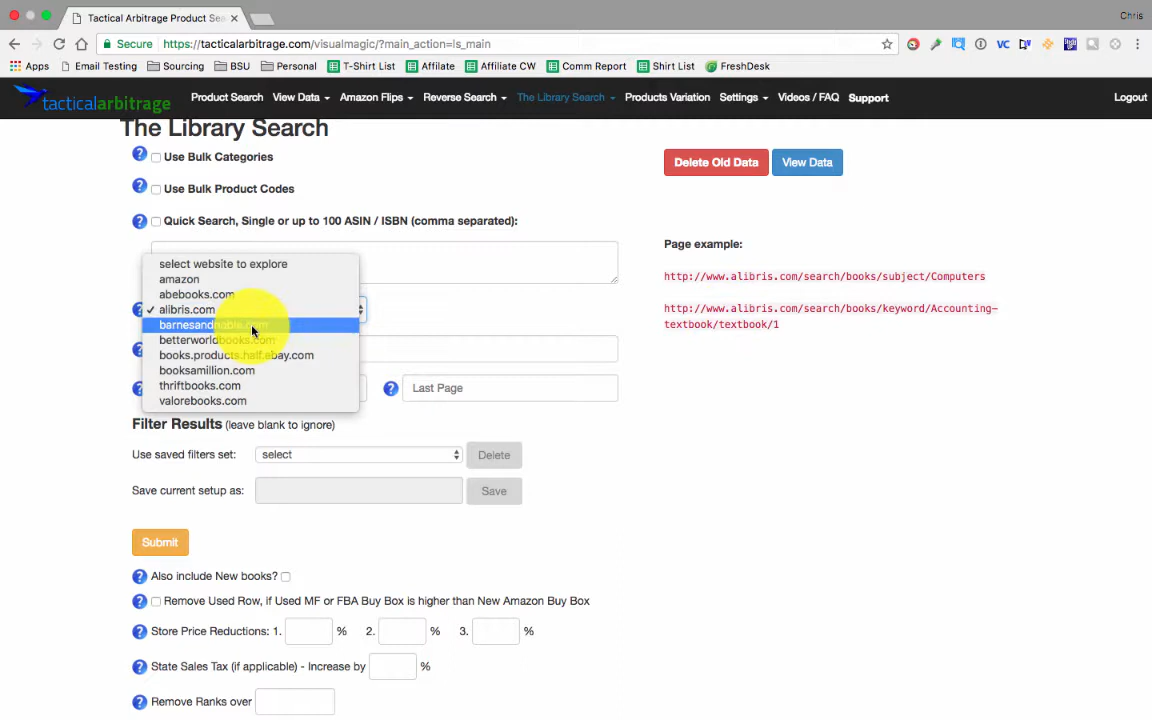 Tactical Arbitrage Product Sea
Chris
Secure https://tacticalarbitrage.com/visualmagic/?main_action=ls_main
Apps Email Testing Sourcing BSU Personal T-Shirt List Affilate Affiliate CW Comm Report Shirt List FreshDesk
tacticalarbitrage Product Search View Data Amazon Flips Reverse Search The Library Search Products Variation Settings Videos / FAQ Support Logout
The Library Search
Use Bulk Categories
Delete Old Data View Data
Use Bulk Product Codes
Quick Search, Single or up to 100 ASIN / ISBN (comma separated):
Page example:
select website to explore
http://www.alibris.com/search/books/subject/Computers
amazon
abebooks.com
✓ alibris.com
http://www.alibris.com/search/books/keyword/Accounting-
textbook/textbook/1
barnesandnoble.com
betterworldbooks.com
books.products.half.ebay.com
booksamillion.com
thriftbooks.com
Last Page
valorebooks.com
Filter Results (leave blank to ignore)
Use saved filters set: select Delete
Save current setup as: Save
Submit
Also include New books?
Remove Used Row, if Used MF or FBA Buy Box is higher than New Amazon Buy Box
Store Price Reductions: 1. % 2. % 3. %
State Sales Tax (if applicable) - Increase by %
Remove Ranks over